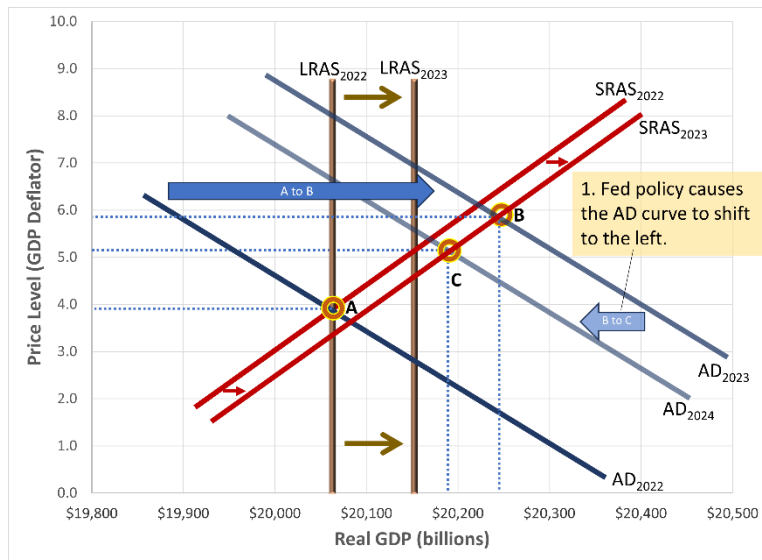 10.0
9.0
8.0
7.0
6.0
5.0
4.0
3.0
2.0
1.0
0.0
Price Level (GDP Deflator)
LRAS2022
LRAS2023
SRAS2022
SRAS2023
A to B
1. Fed policy causes
the AD curve to shift
to the left.
B
C
A
B to C
AD2023
AD2024
AD2022
$19,800
$19,900
$20,000
$20,100
$20,200
$20,300
$20,400
$20,500
Real GDP (billions)